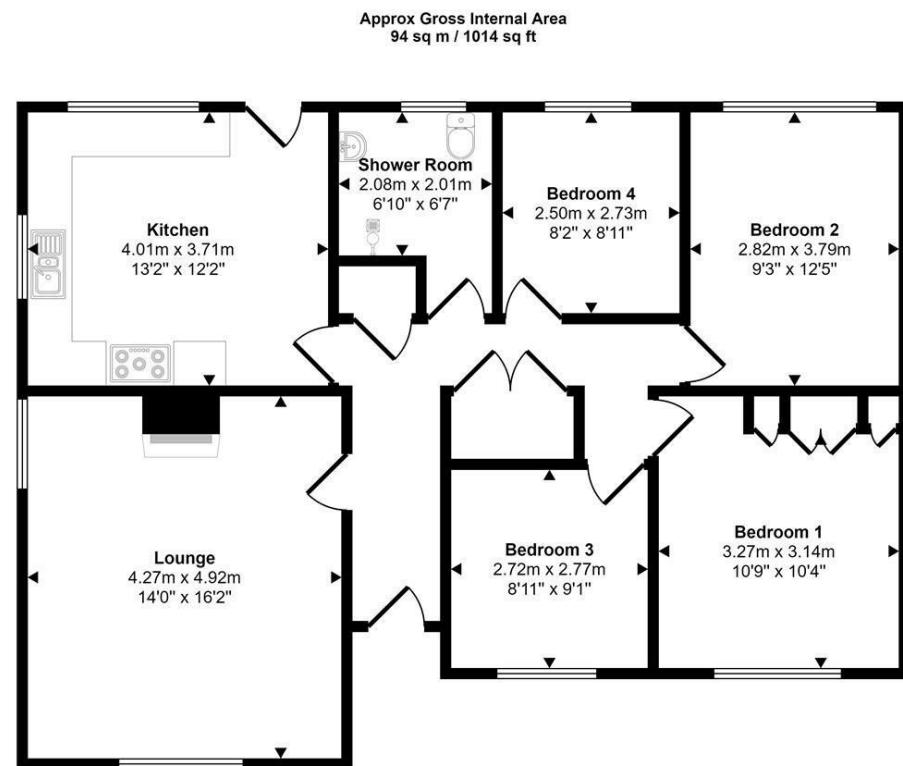 Approx Gross Internal Area
94 sq m / 1014 sq ft
Shower Room
2.08m x 2.01m
6'10" x 6'7"
Bedroom 4
2.50m x 2.73m
8'2" x 8'11"
Kitchen
4.01m x 3.71m
13'2" x 12'2"
Bedroom 2
2.82m x 3.79m
9'3" x 12'5"
Lounge
4.27m x 4.92m
14'0" x 16'2"
Bedroom 3
2.72m x 2.77m
8'11" x 9'1"
Bedroom 1
3.27m x 3.14m
10'9" x 10'4"